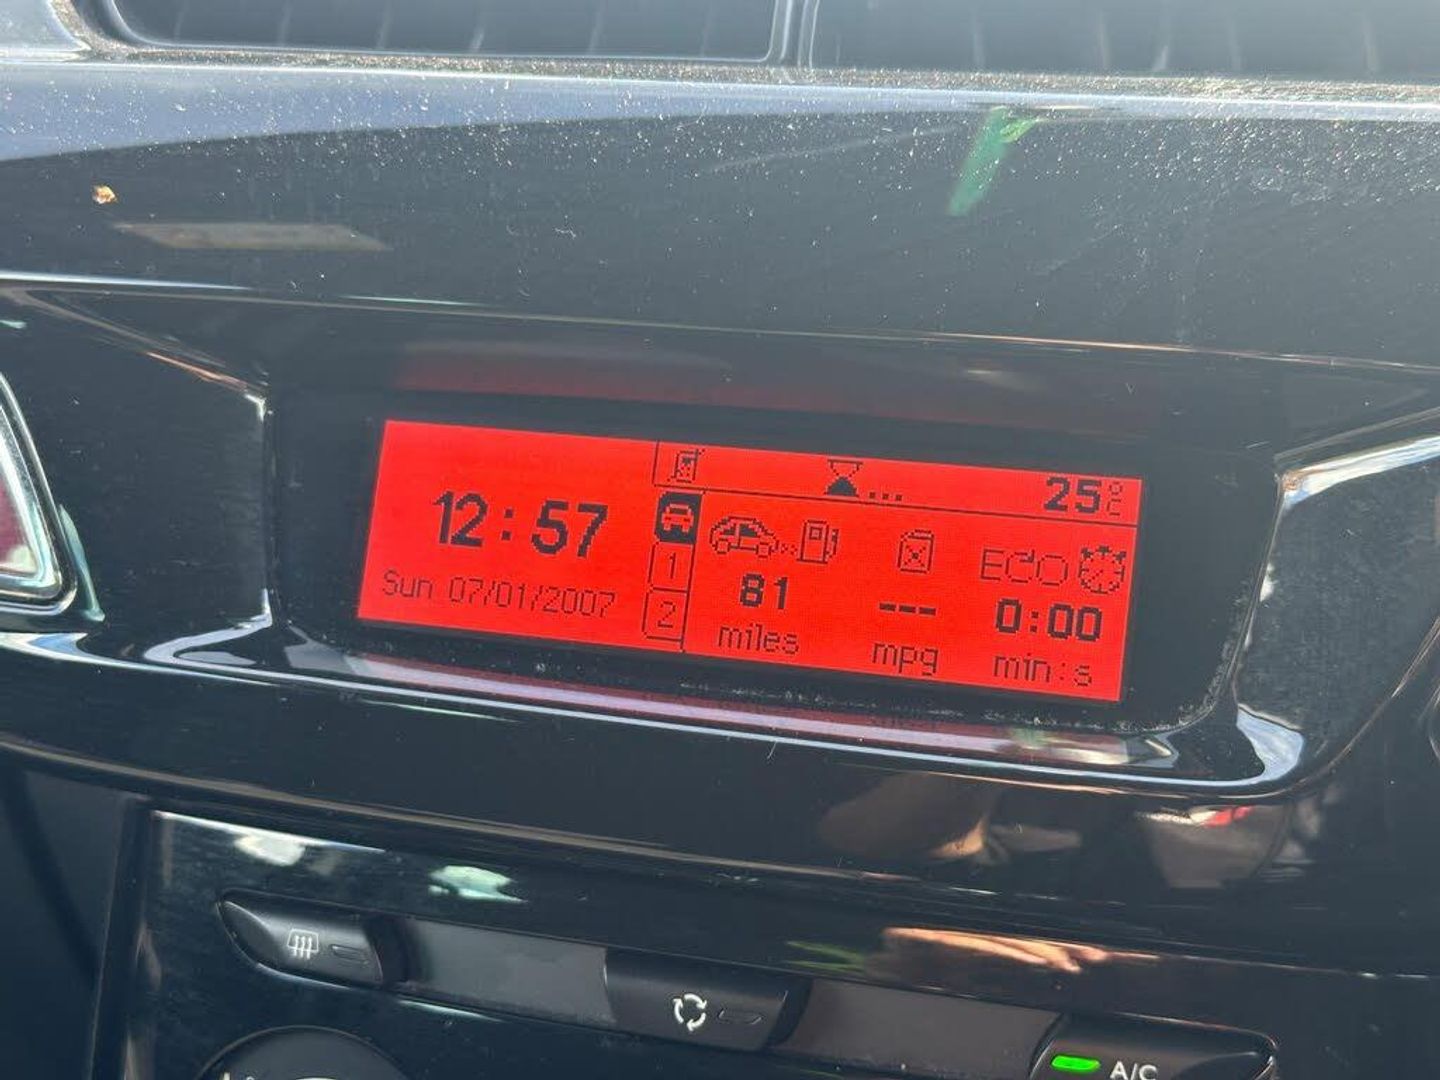 25°C
12:57
Sun 07/01/2007
1
2
81
miles
---
mpg
ECO
0:00
min:s
A/C